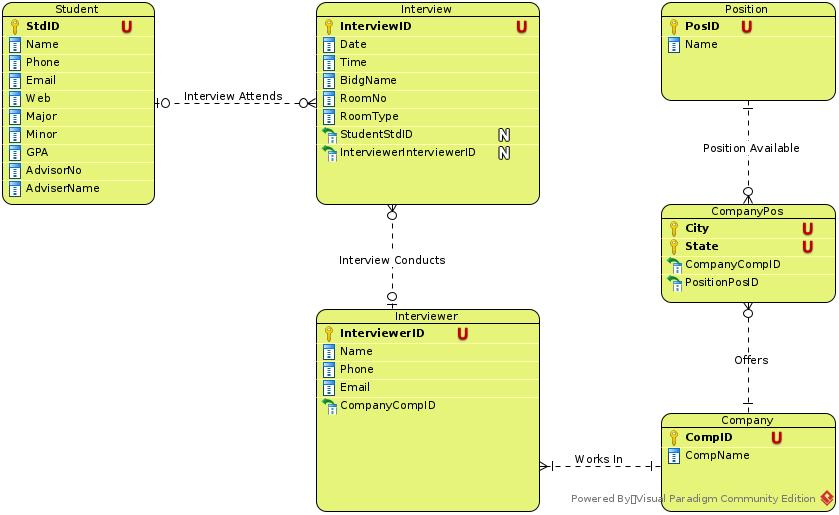 Student
StdID U
Name
Phone
Email
Web
Major
Minor
GPA
AdvisorNo
AdviserName
Interview Attends
Interview
InterviewID U
Date
Time
BidgName
RoomNo
RoomType
StudentStdID N
InterviewerInterviewerID N
Interview Conducts
Interviewer
InterviewerID U
Name
Phone
Email
CompanyCompID
Works In
Position
PosID U
Name
Position Available
CompanyPos
City U
State U
CompanyCompID
PositionPosID
Offers
Company
CompID U
CompName
Powered By Visual Paradigm Community Edition